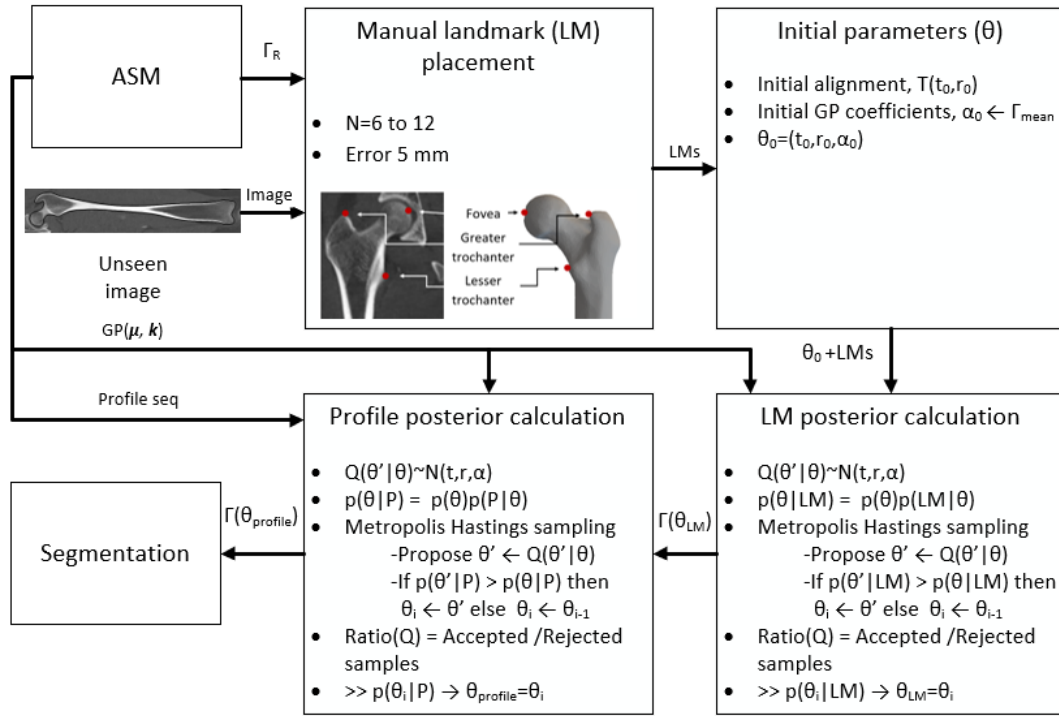 ASM
Γ_R
Manual landmark (LM)
placement
• N=6 to 12
• Error 5 mm
Fovea
Greater
trochanter
Lesser
trochanter
Image
Unseen
image
LMs
Initial parameters (θ)
• Initial alignment, T(t₀,r₀)
• Initial GP coefficients, α₀ ← Γ_mean
• θ₀=(t₀,r₀,α₀)
GP(μ, k)
Profile seq
θ₀ +LMs
LM posterior calculation
• Q(θ'|θ)~N(t,r,α)
• p(θ|LM) = p(θ)p(LM|θ)
• Metropolis Hastings sampling
-Propose θ' ← Q(θ'|θ)
-If p(θ'|LM) > p(θ|LM) then
θᵢ ← θ' else θᵢ ← θᵢ₋₁
• Ratio(Q) = Accepted /Rejected
samples
• >> p(θᵢ|LM) → θ_LM=θᵢ
Γ(θ_LM)
Profile posterior calculation
• Q(θ'|θ)~N(t,r,α)
• p(θ|P) = p(θ)p(P|θ)
• Metropolis Hastings sampling
-Propose θ' ← Q(θ'|θ)
-If p(θ'|P) > p(θ|P) then
θᵢ ← θ' else θᵢ ← θᵢ₋₁
• Ratio(Q) = Accepted /Rejected
samples
• >> p(θᵢ|P) → θ_profile=θᵢ
Γ(θ_profile)
Segmentation